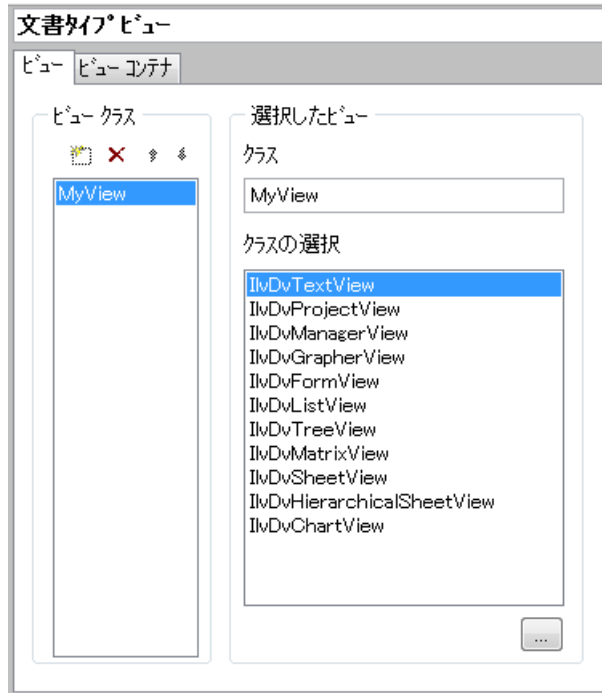 文書ﾀｲﾌﾟﾋﾞｭｰ
ﾋﾞｭｰ
ﾋﾞｭｰ ｺﾝﾃﾅ
ﾋﾞｭｰ ｸﾗｽ
MyView
選択したﾋﾞｭｰ
ｸﾗｽ
MyView
ｸﾗｽの選択
IlvDvTextView
IlvDvProjectView
IlvDvManagerView
IlvDvGrapherView
IlvDvFormView
IlvDvListView
IlvDvTreeView
IlvDvMatrixView
IlvDvSheetView
IlvDvHierarchicalSheetView
IlvDvChartView
...